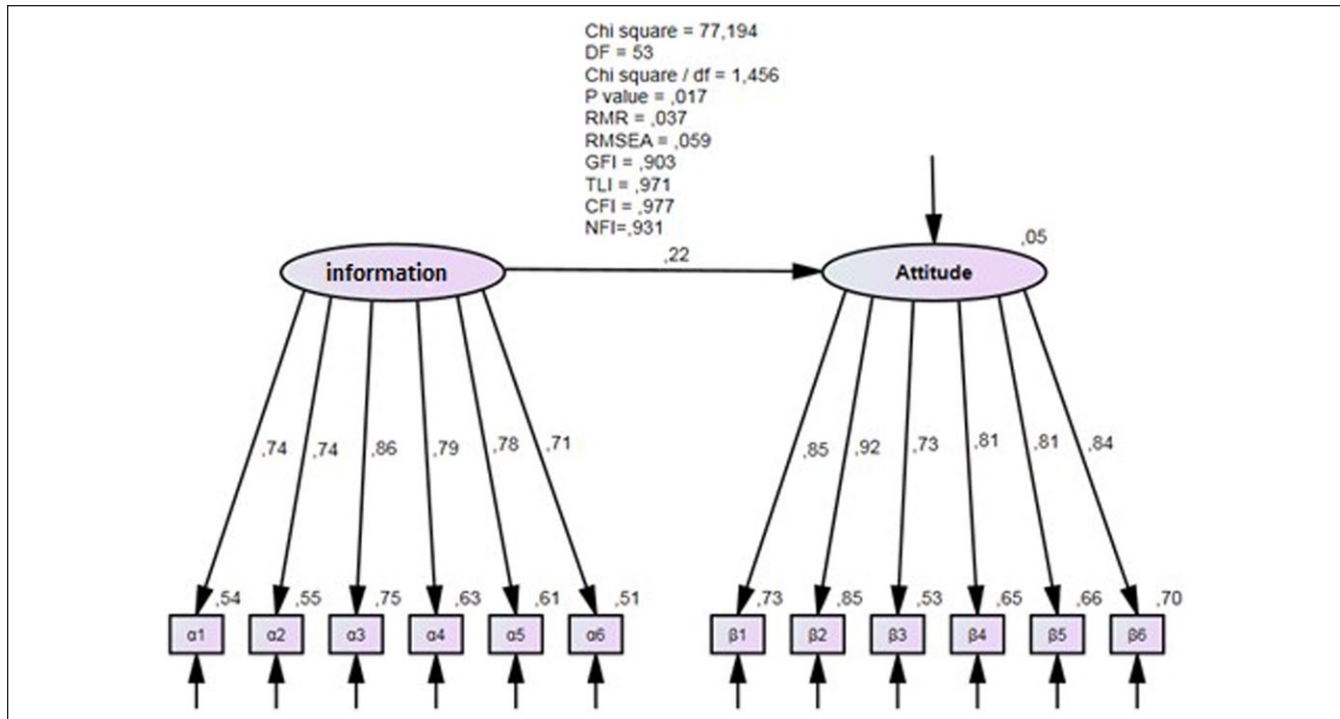 Chi square = 77,194
DF = 53
Chi square / df = 1,456
P value = ,017
RMR = ,037
RMSEA = ,059
GFI = ,903
TLI = ,971
CFI = ,977
NFI=,931
,05
,22
information
Attitude
,74 ,74 ,86 ,79 ,78 ,71 ,85 ,92 ,73 ,81 ,81 ,84
,54 ,55 ,75 ,63 ,61 ,51 ,73 ,85 ,53 ,65 ,66 ,70
α1 α2 α3 α4 α5 α6 β1 β2 β3 β4 β5 β6